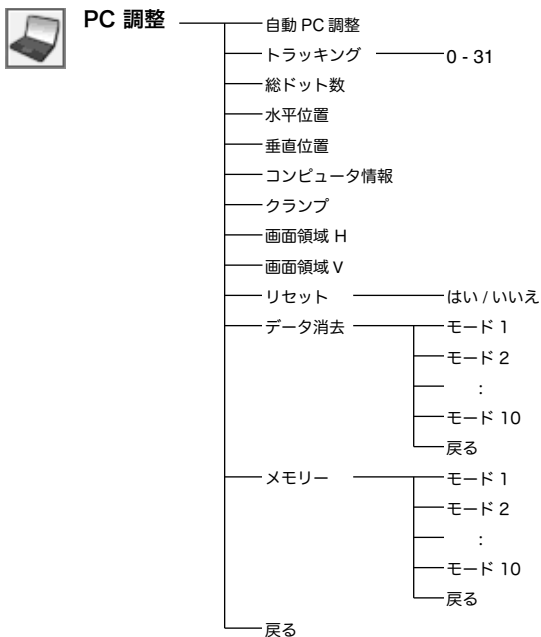 PC 調整
自動 PC 調整
トラッキング 0 - 31
総ドット数
水平位置
垂直位置
コンピュータ情報
クランプ
画面領域 H
画面領域 V
リセット はい / いいえ
データ消去 モード 1
モード 2
:
モード 10
戻る
メモリー モード 1
モード 2
:
モード 10
戻る
戻る